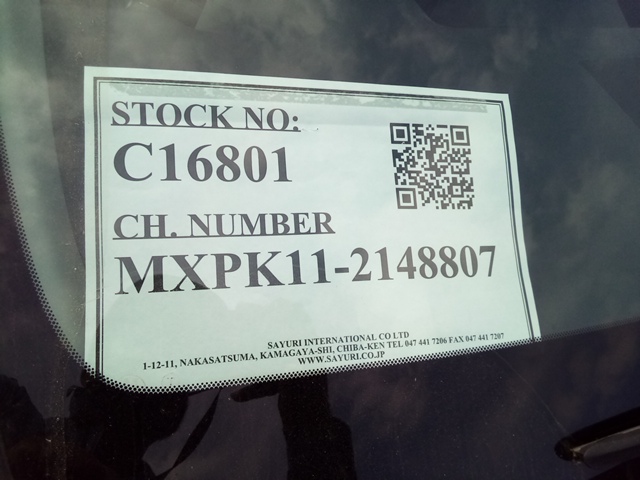 STOCK NO:
C16801
CH. NUMBER
MXPK11-2148807
SAYURI INTERNATIONAL CO LTD
1-12-11, NAKASATSUMA, KAMAGAYA-SHI, CHIBA-KEN TEL 047 441 7206 FAX 047 441 7207
WWW.SAYURI.CO.JP